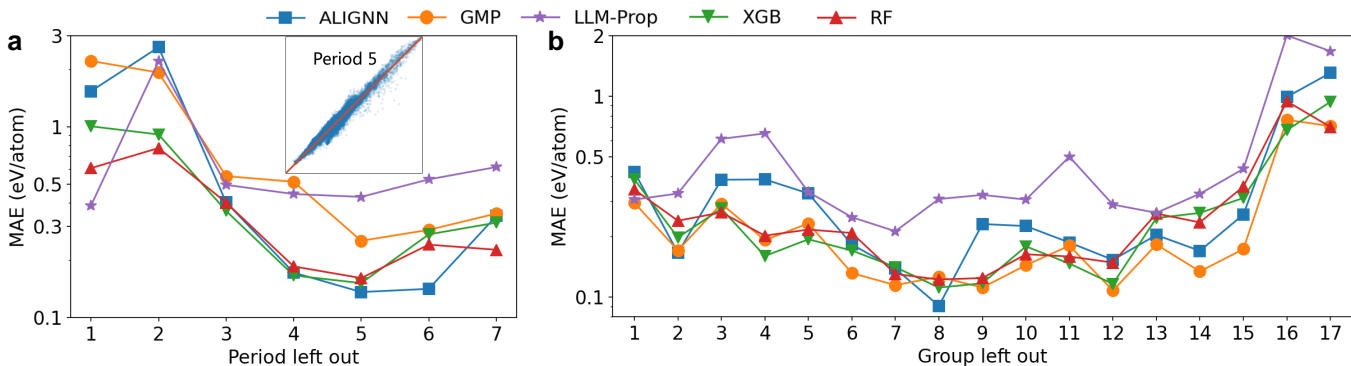 ALIGNN GMP LLM-Prop XGB RF
a
3
1
0.5
0.3
0.1
MAE (eV/atom)
Period 5
1 2 3 4 5 6 7
Period left out
b
2
1
0.5
0.1
MAE (eV/atom)
1 2 3 4 5 6 7 8 9 10 11 12 13 14 15 16 17
Group left out